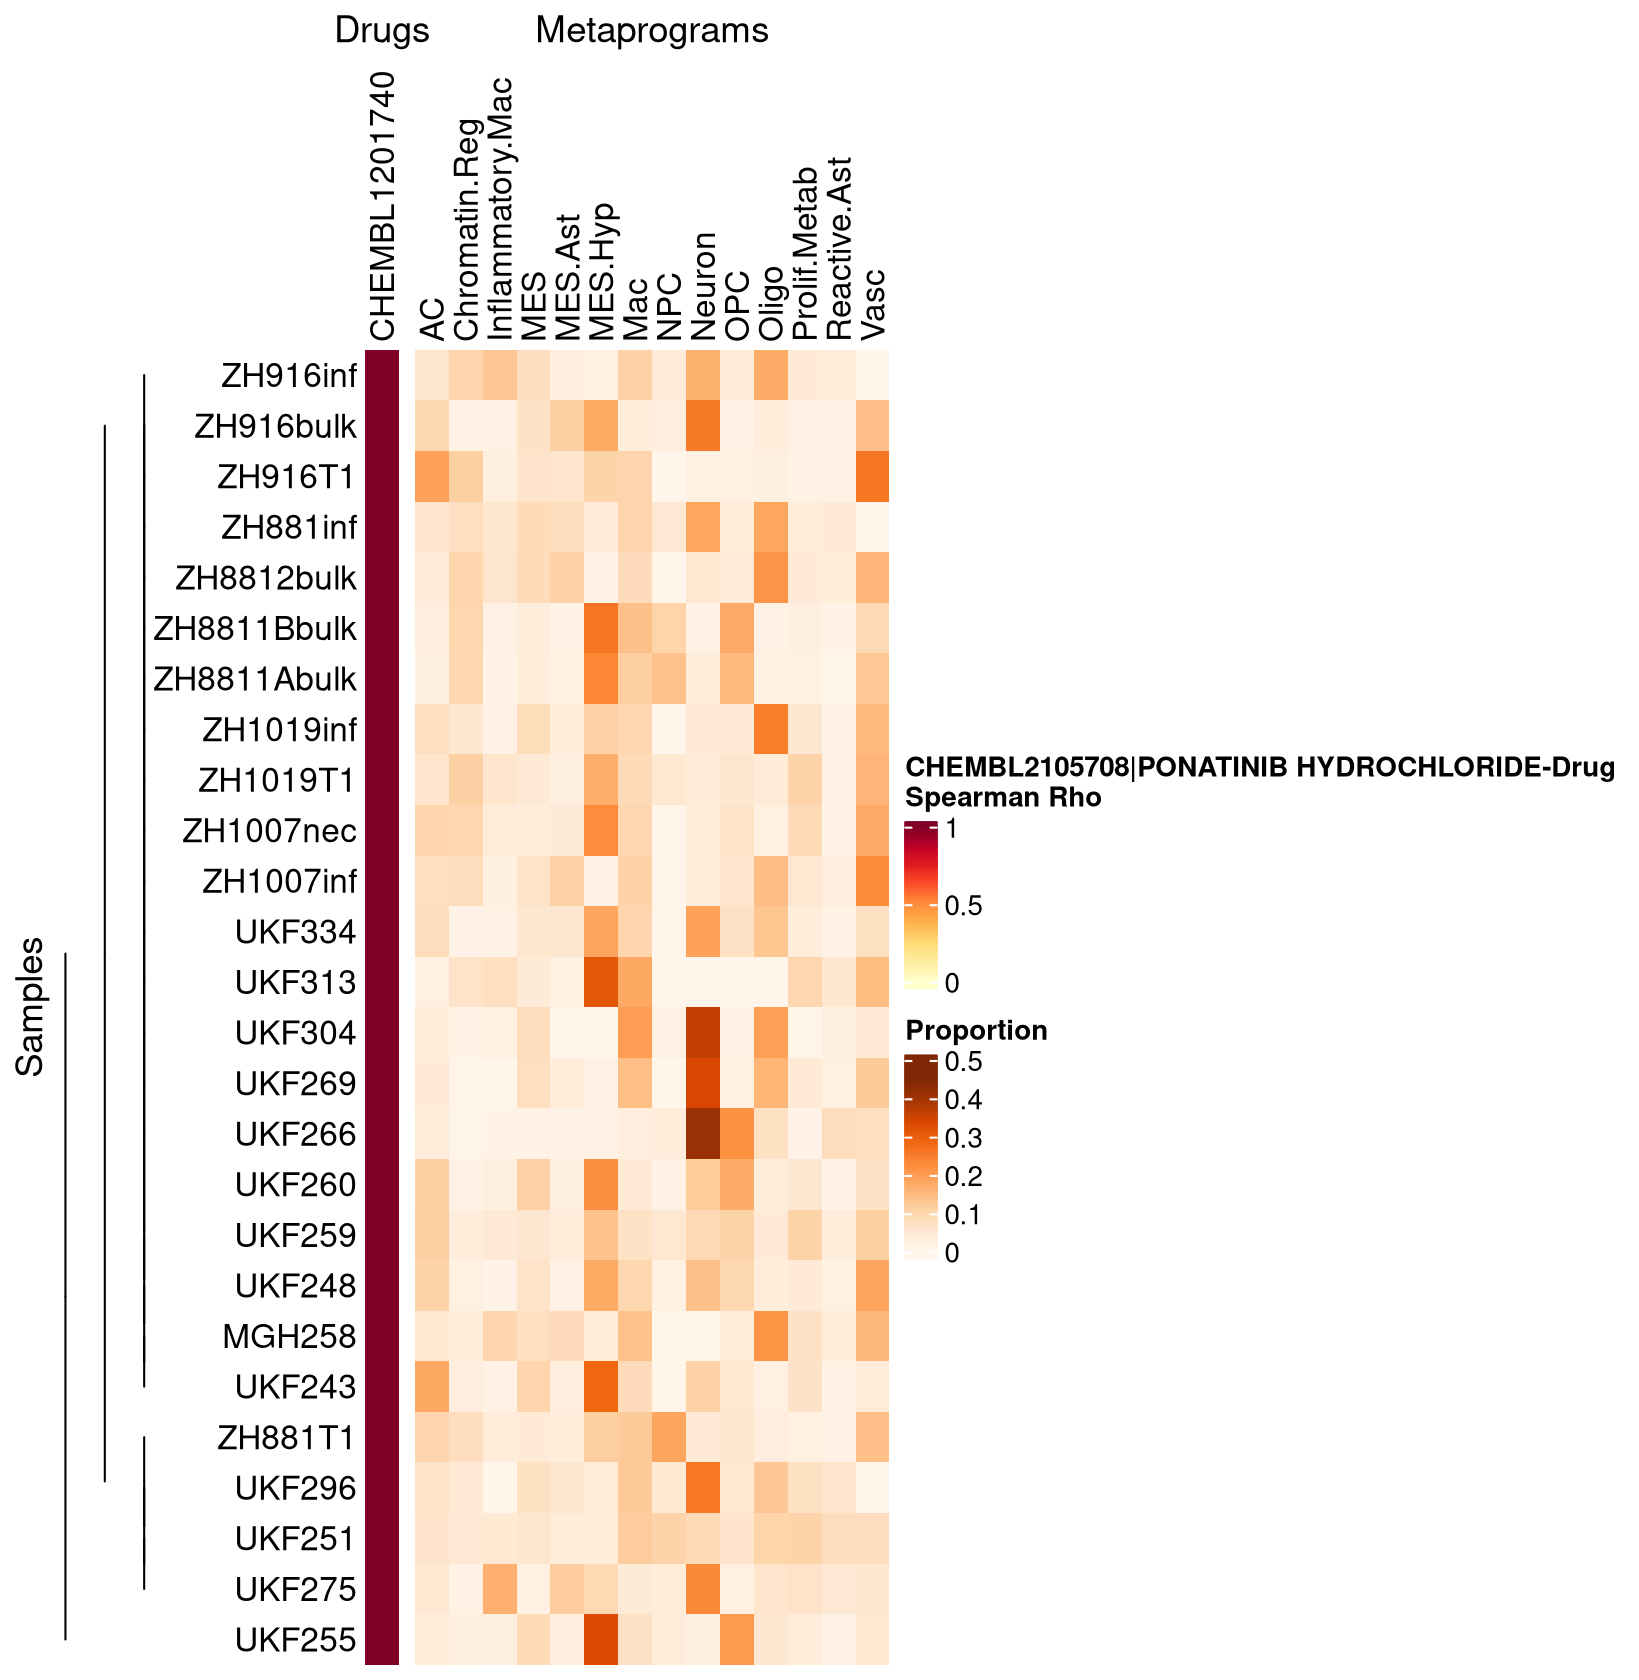 Drugs Metaprograms
CHEMBL1201740
AC
Chromatin.Reg
Inflammatory.Mac
MES
MES.Ast
MES.Hyp
Mac
NPC
Neuron
OPC
Oligo
Prolif.Metab
Reactive.Ast
Vasc
Samples
ZH916inf
ZH916bulk
ZH916T1
ZH881inf
ZH8812bulk
ZH8811Bbulk
ZH8811Abulk
ZH1019inf
ZH1019T1
ZH1007nec
ZH1007inf
UKF334
UKF313
UKF304
UKF269
UKF266
UKF260
UKF259
UKF248
MGH258
UKF243
ZH881T1
UKF296
UKF251
UKF275
UKF255
CHEMBL2105708|PONATINIB HYDROCHLORIDE-Drug
Spearman Rho
1
0.5
0
Proportion
0.5
0.4
0.3
0.2
0.1
0